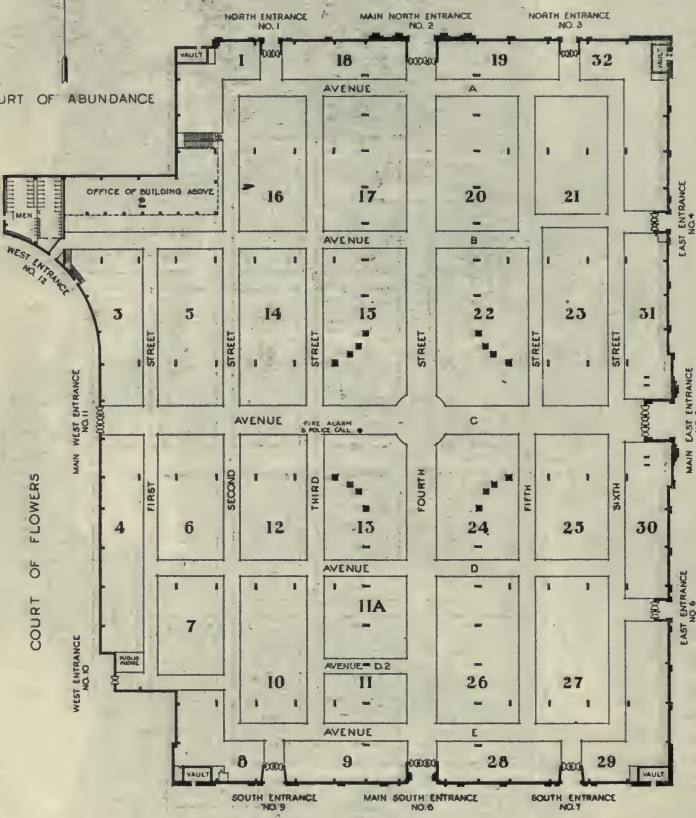 NORTH ENTRANCE
NO. 1
MAIN NORTH ENTRANCE
NO. 2
NORTH ENTRANCE
NO. 3
VAULT
1
18
19
32
VAULT
URT OF ABUNDANCE
AVENUE A
OFFICE OF BUILDING ABOVE
2
MEN
16
17
20
21
EAST ENTRANCE
NO. 4
WEST ENTRANCE
NO. 12
AVENUE B
3
5
14
15
22
23
31
STREET
STREET
STREET
STREET
STREET
STREET
MAIN WEST ENTRANCE
NO. 11
AVENUE C
FIRE ALARM
& POLICE CALL
MAIN EAST ENTRANCE
COURT OF FLOWERS
FIRST
SECOND
THIRD
FOURTH
FIFTH
SIXTH
4
6
12
13
24
25
30
AVENUE D
7
11A
EAST ENTRANCE
NO. 6
PUBLIC
PHONE
WEST ENTRANCE
NO. 10
AVENUE D.2
10
11
26
27
AVENUE E
VAULT
8
9
28
29
VAULT
SOUTH ENTRANCE
NO. 9
MAIN SOUTH ENTRANCE
NO. 8
SOUTH ENTRANCE
NO. 7